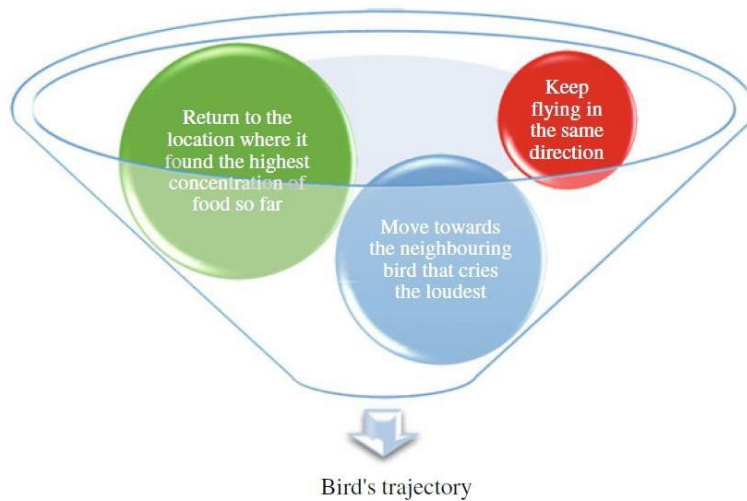 Return to the
location where it
found the highest
concentration of
food so far
Keep
flying in
the same
direction
Move towards
the neighbouring
bird that cries
the loudest
Bird's trajectory